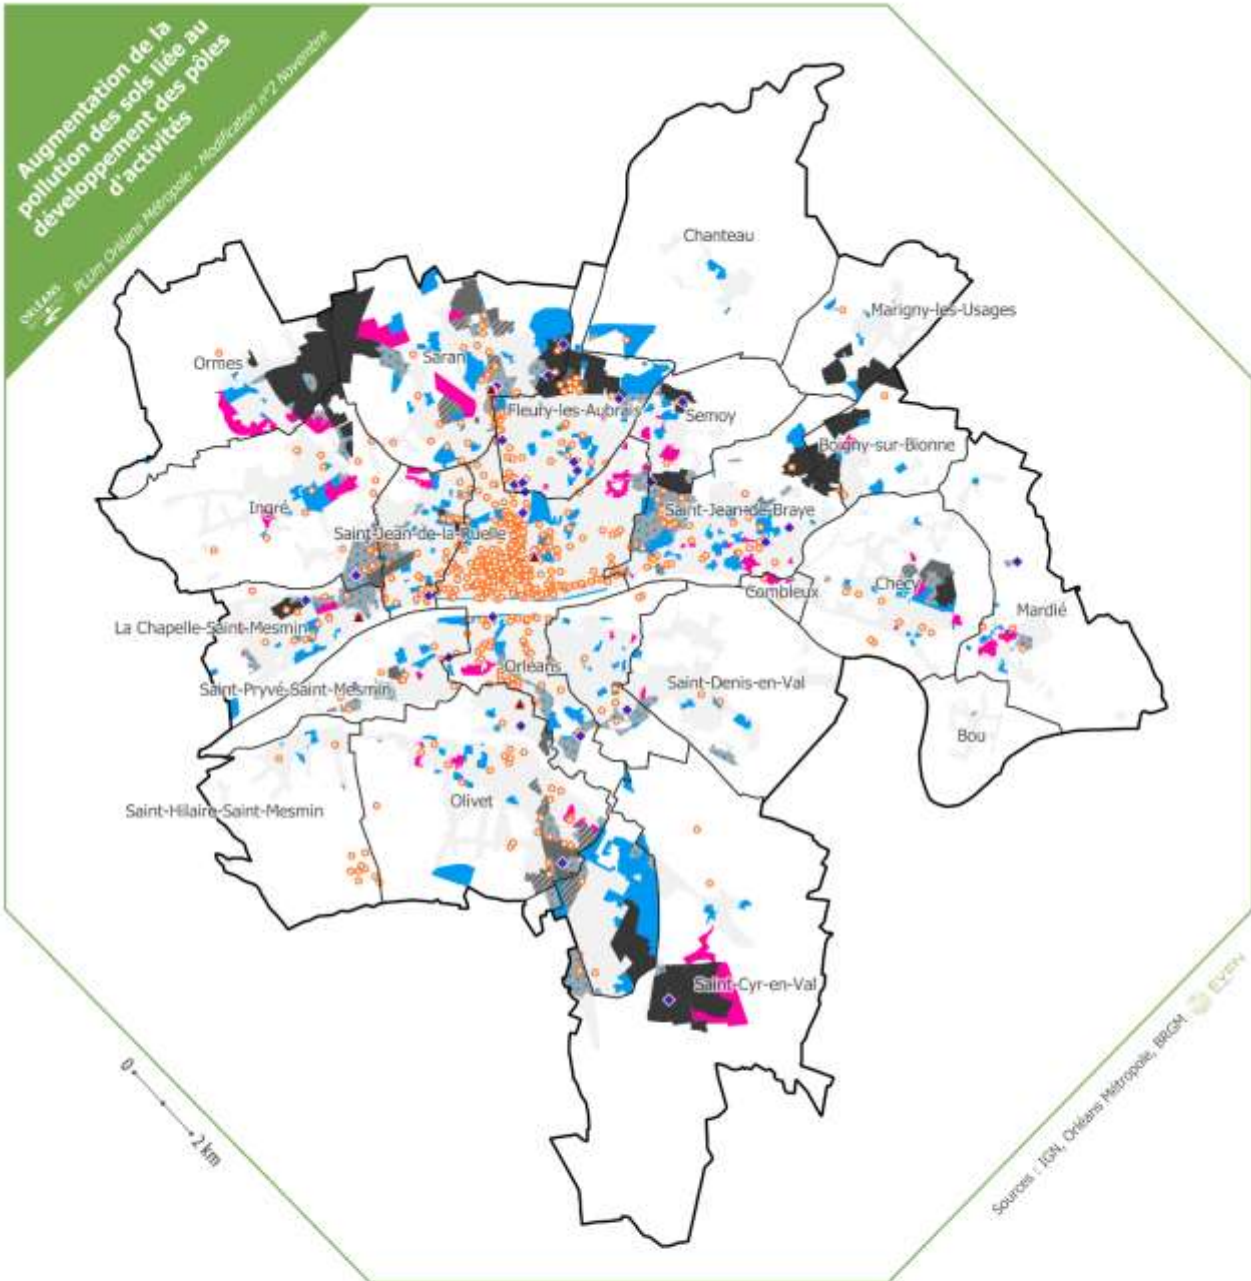 Augmentation de la
pollution des sols liée au
développement des pôles
d'activités
PLUm Orléans Métropole - Modification n°2 Novembre
ORLÉANS
Chanteau
Marigny-les-Usages
Ormes
Saran
Fleury-les-Aubrais
Semoy
Boigny-sur-Bionne
Ingré
Saint-Jean-de-la-Ruelle
Saint-Jean-de-Braye
Combleux
Chécy
Mardié
La Chapelle-Saint-Mesmin
Orléans
Saint-Pryvé-Saint-Mesmin
Saint-Denis-en-Val
Bou
Saint-Hilaire-Saint-Mesmin
Olivet
Saint-Cyr-en-Val
0
2 km
Sources : IGN, Orléans Métropole, BRGM
EVEN